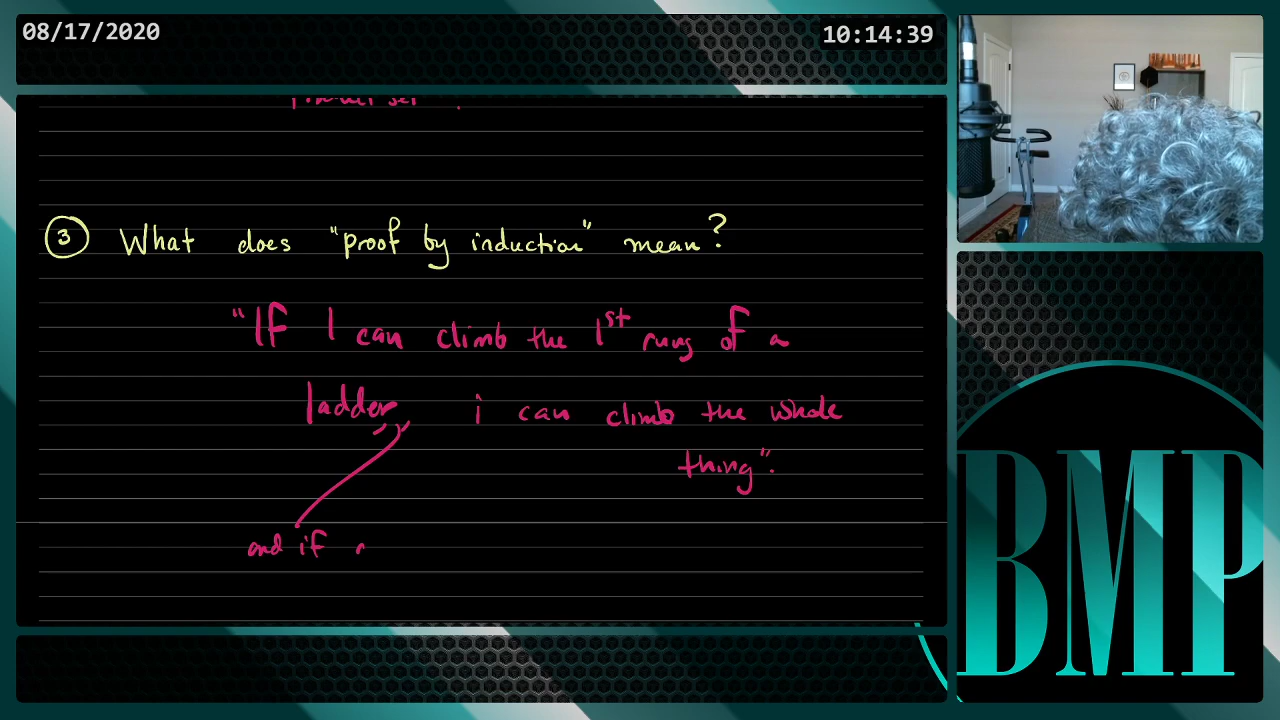 08/17/2020
10:14:39
3 What does "proof by induction" mean?
"If I can climb the 1st rung of a
ladder, i can climb the whole
thing".
and if
BMP